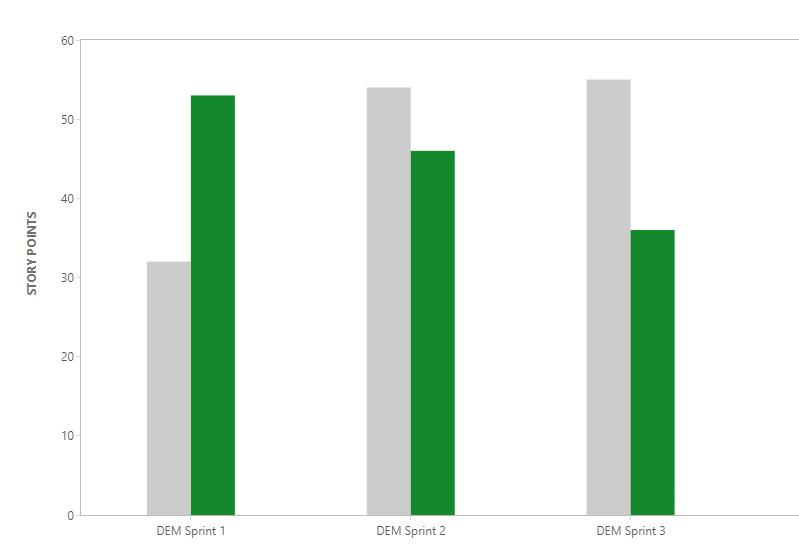 60
50
40
30
20
10
0
STORY POINTS
DEM Sprint 1
DEM Sprint 2
DEM Sprint 3